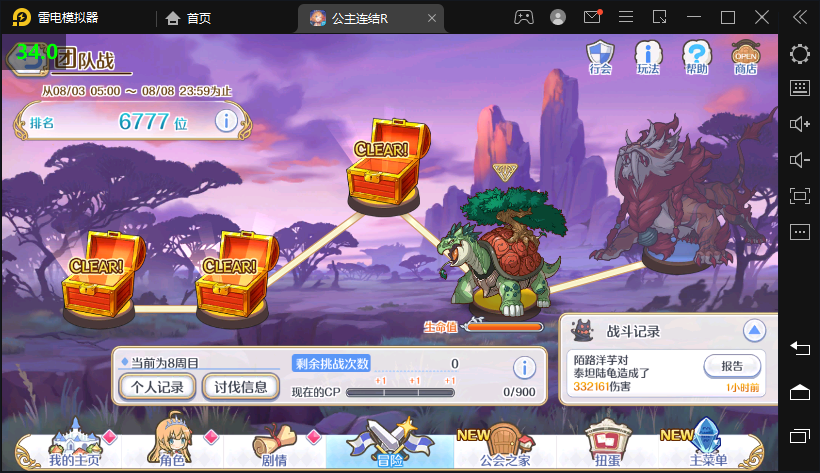 雷电模拟器
首页
公主连结R
34.0
团队战
从08/03 05:00 ～ 08/08 23:59为止
排名 6777 位
行会
玩法
帮助
OPEN
商店
CLEAR!
CLEAR!
CLEAR!
生命值
当前为8周目
个人记录
讨伐信息
剩余挑战次数 0
现在的CP
+1 +1 +1
0/900
战斗记录
陌路洋芋对
泰坦陆龟造成了
332161伤害
报告
1小时前
我的主页
角色
剧情
冒险
NEW
公会之家
扭蛋
NEW
主菜单